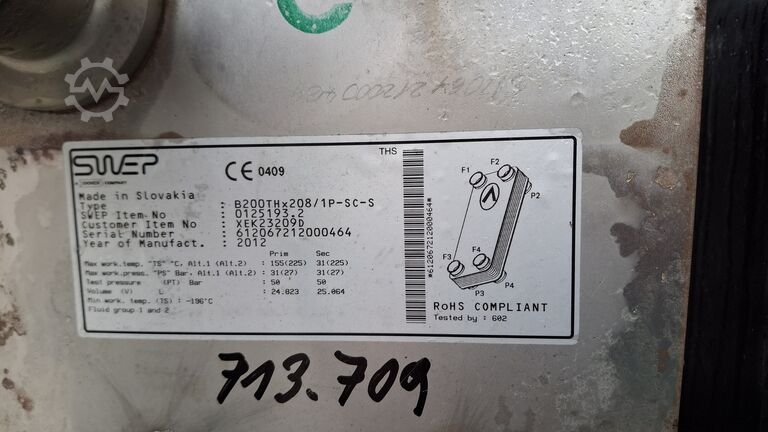 SWEP
A DOVER COMPANY
CE 0409
THS
Made in Slovakia
Type : B200THx208/1P-SC-S
SWEP Item No : 0125193.2
Customer Item No : XEK23209D
Serial Number : 612067212000464
Year of Manufact. : 2012
Prim Sec
Max work.temp. "TS" °C, Alt.1 (Alt.2) : 155(225) 31(225)
Max work.press. "PS" Bar, Alt.1 (Alt.2) : 31(27) 31(27)
Test pressure (PT) Bar : 50 50
Volume (V) L : 24.823 25.064
Min work. temp (TS) : -196°C
Fluid group 1 and 2
*612067212000464*
F1
F2
P2
F3
F4
P3
P4
RoHS COMPLIANT
Tested by : 602
713.709